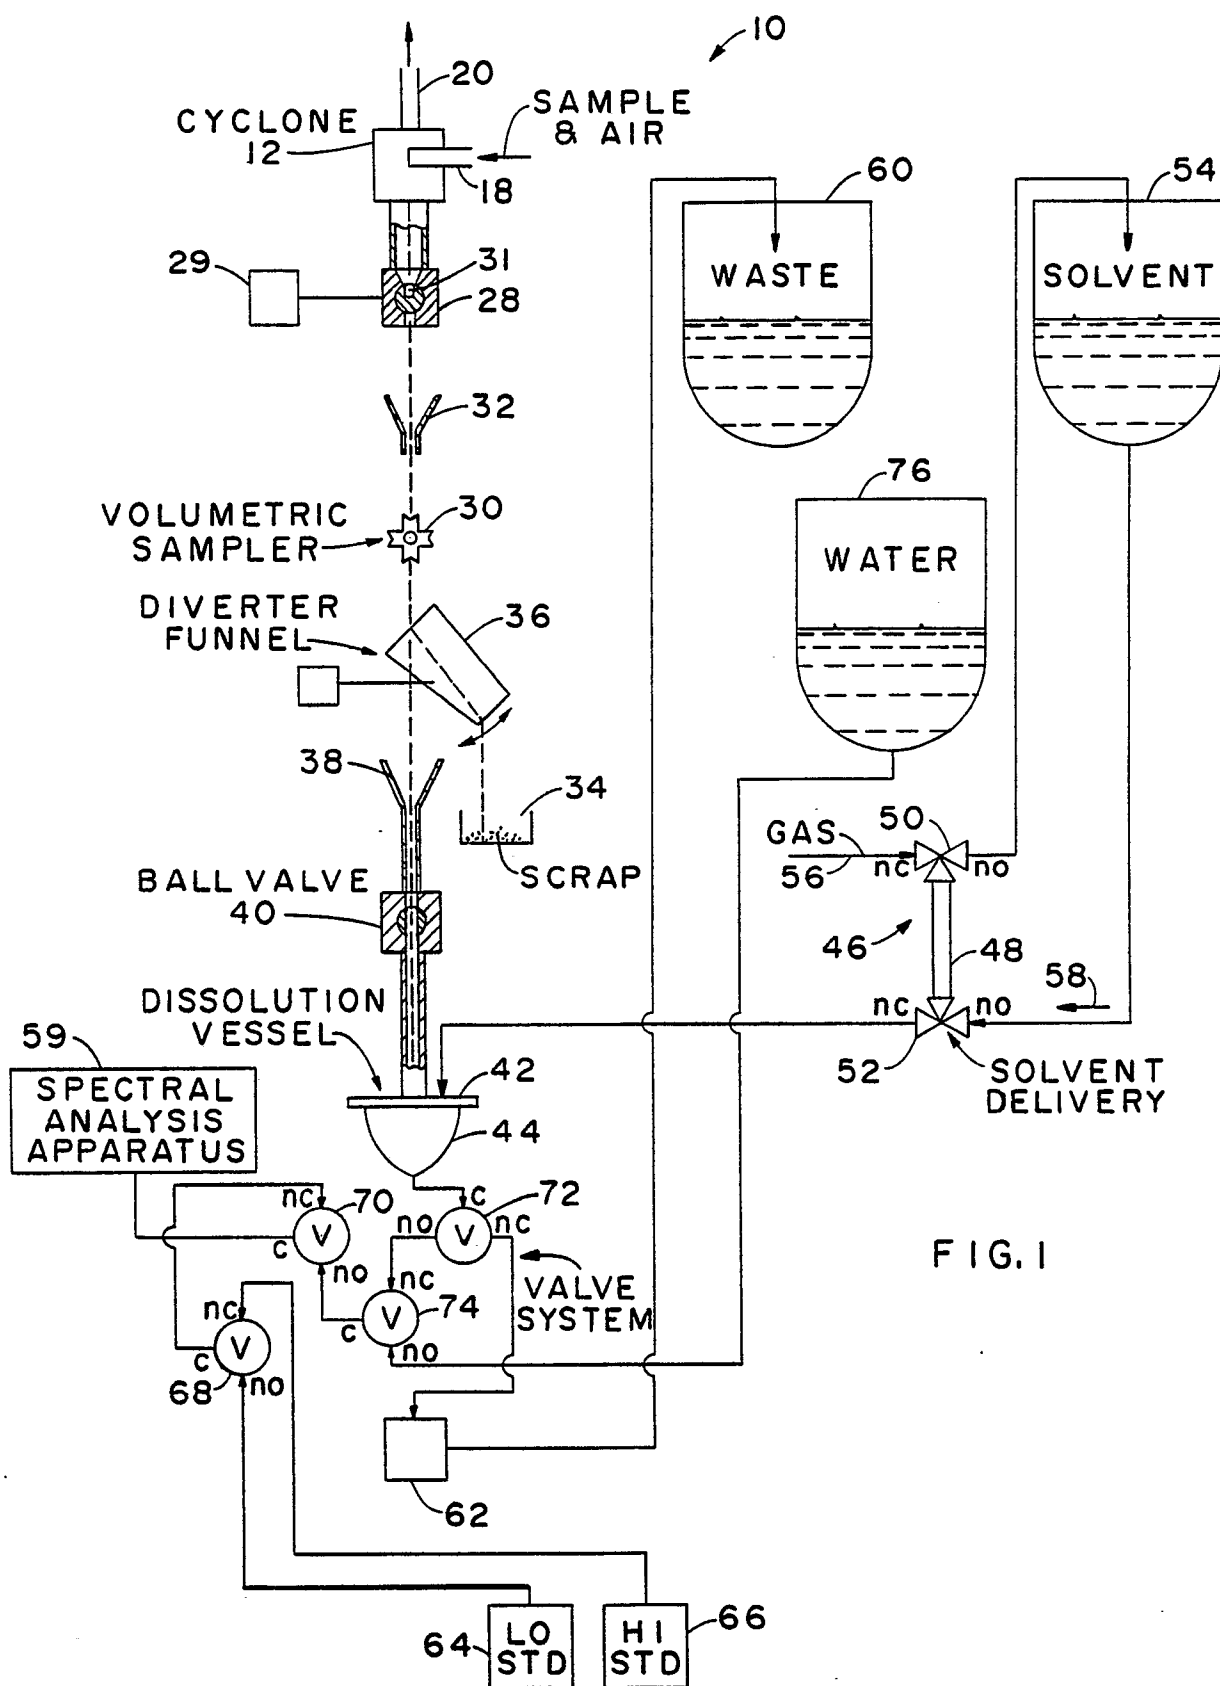 10
20
CYCLONE
12
SAMPLE
& AIR
18
60
54
29
31
28
WASTE
SOLVENT
32
76
VOLUMETRIC
SAMPLER
30
WATER
DIVERTER
FUNNEL
36
38
34
GAS
50
56
nc
no
SCRAP
BALL VALVE
40
46
48
58
DISSOLUTION
VESSEL
nc
no
59
52
SOLVENT
DELIVERY
42
SPECTRAL
ANALYSIS
APPARATUS
44
nc
70
c
72
V
c
no
V
nc
FIG. 1
no
nc
VALVE
SYSTEM
nc
V
74
c
V
c
no
68
no
62
64
LO
STD
HI
STD
66